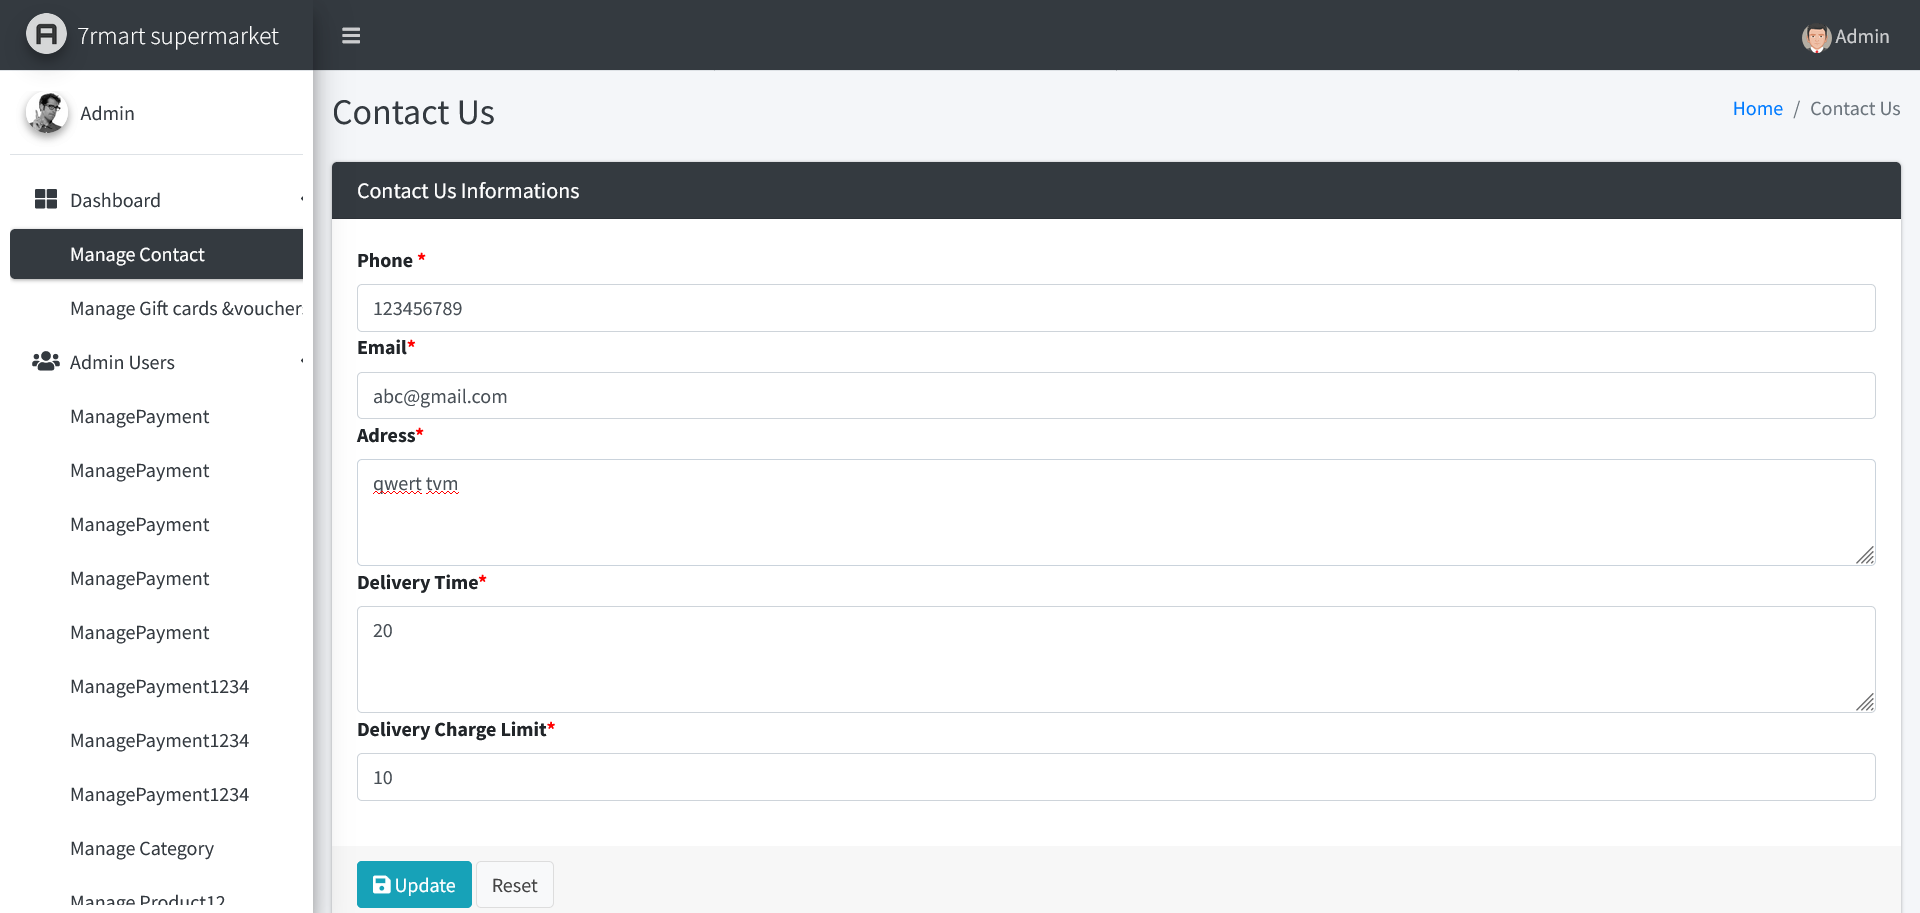 7rmart supermarket
Admin
Admin
Dashboard
Manage Contact
Manage Gift cards &voucher
Admin Users
ManagePayment
ManagePayment
ManagePayment
ManagePayment
ManagePayment
ManagePayment1234
ManagePayment1234
ManagePayment1234
Manage Category
Manage Product12
Contact Us
Home / Contact Us
Contact Us Informations
Phone *
123456789
Email*
abc@gmail.com
Adress*
qwert tvm
Delivery Time*
20
Delivery Charge Limit*
10
Update
Reset